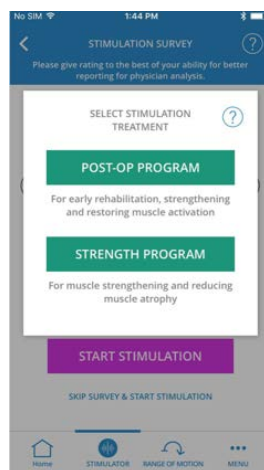 No SIM 1:44 PM
STIMULATION SURVEY
?
Please give rating to the best of your ability for better
reporting for physician analysis.
SELECT STIMULATION
TREATMENT
?
POST-OP PROGRAM
For early rehabilitation, strengthening
and restoring muscle activation
STRENGTH PROGRAM
For muscle strengthening and reducing
muscle atrophy
START STIMULATION
SKIP SURVEY & START STIMULATION
Home STIMULATOR RANGE OF MOTION MENU